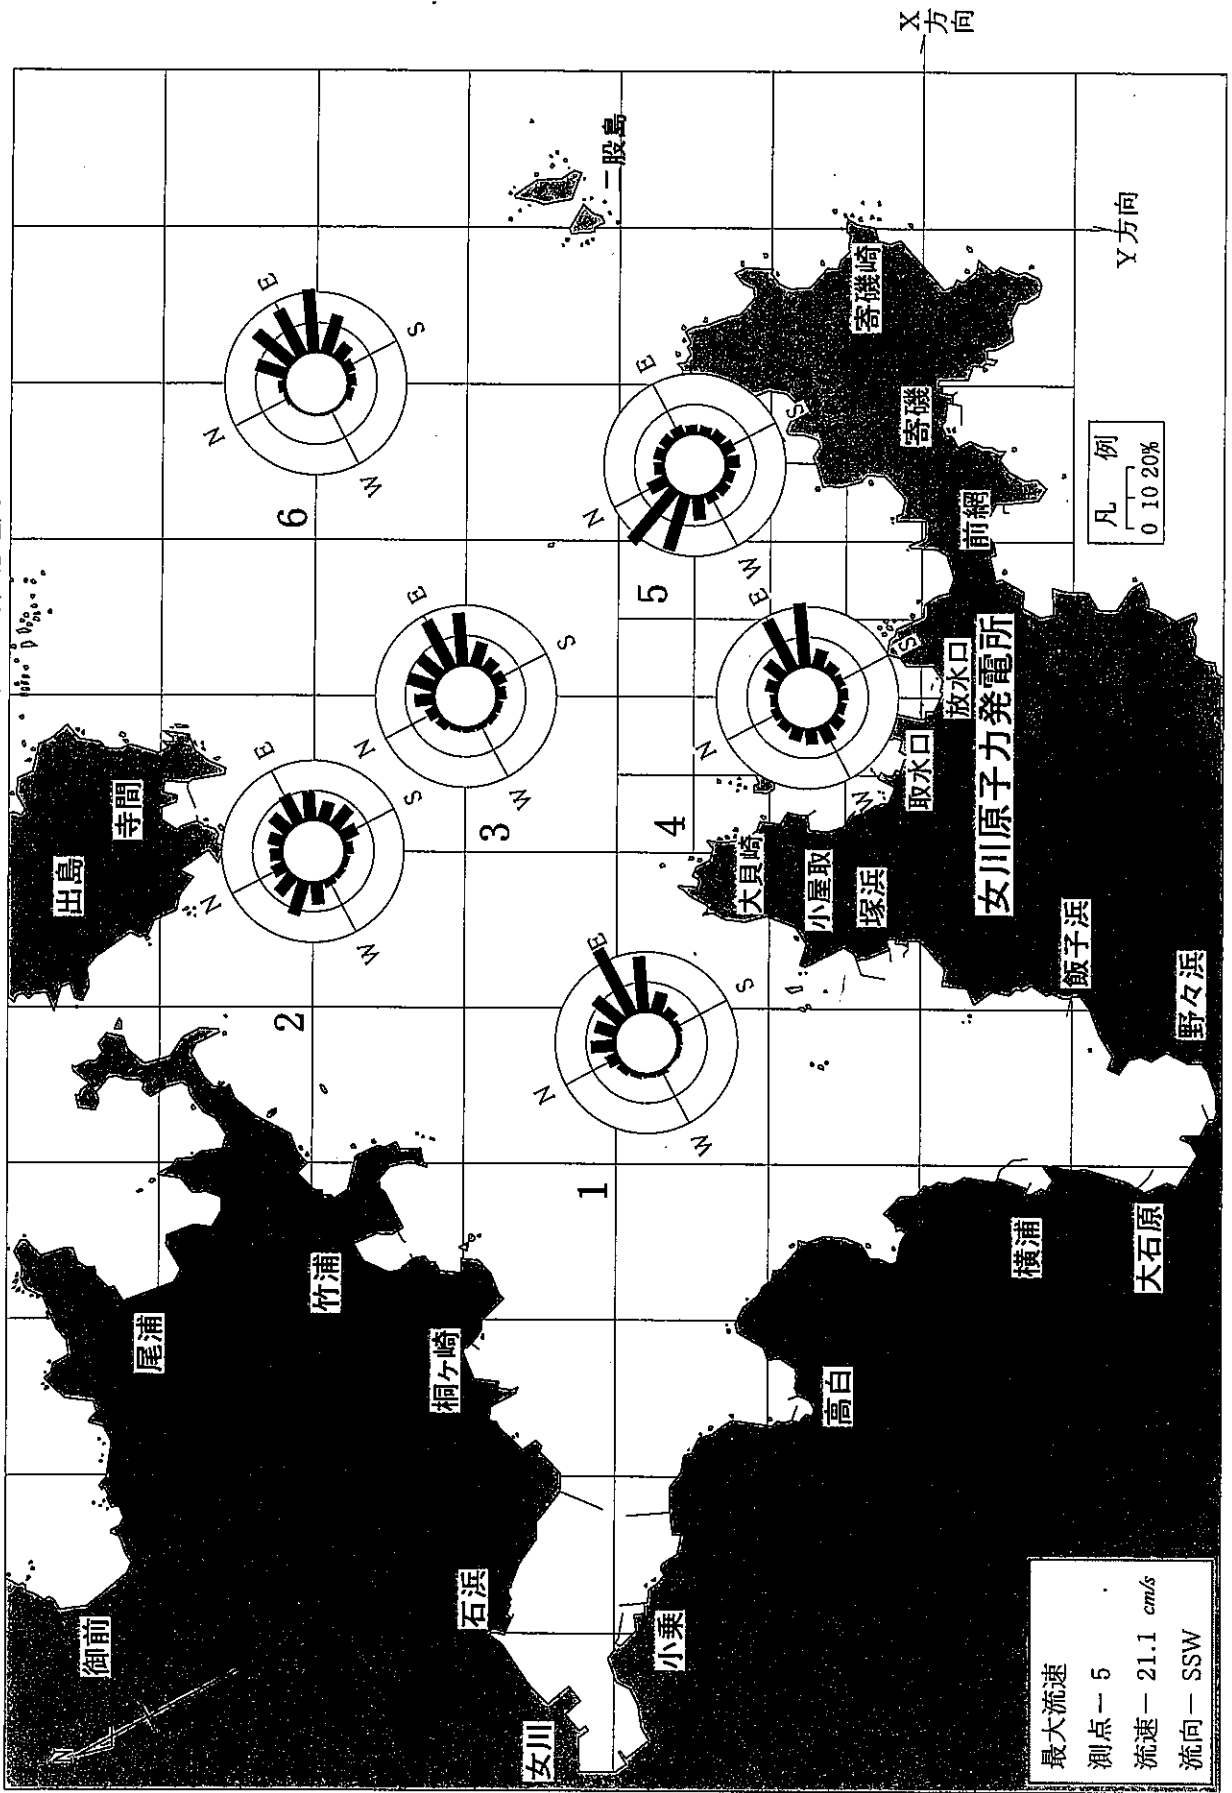 出島
寺間
御前
尾浦
竹浦
桐ヶ崎
石浜
女川
小乗
高白
横浦
大石原
野々浜
飯子浜
塚浜
小屋取
大貝崎
取水口
放水口
女川原子力発電所
前網
寄磯
寄磯崎
二股島
1
N
E
S
W
2
N
E
S
W
3
N
E
S
W
4
N
E
S
W
5
N
E
S
W
6
N
E
S
W
X方向
Y方向
凡 例
0 10 20%
最大流速
測点ー 5
流速ー 21.1 cm/s
流向ー SSW